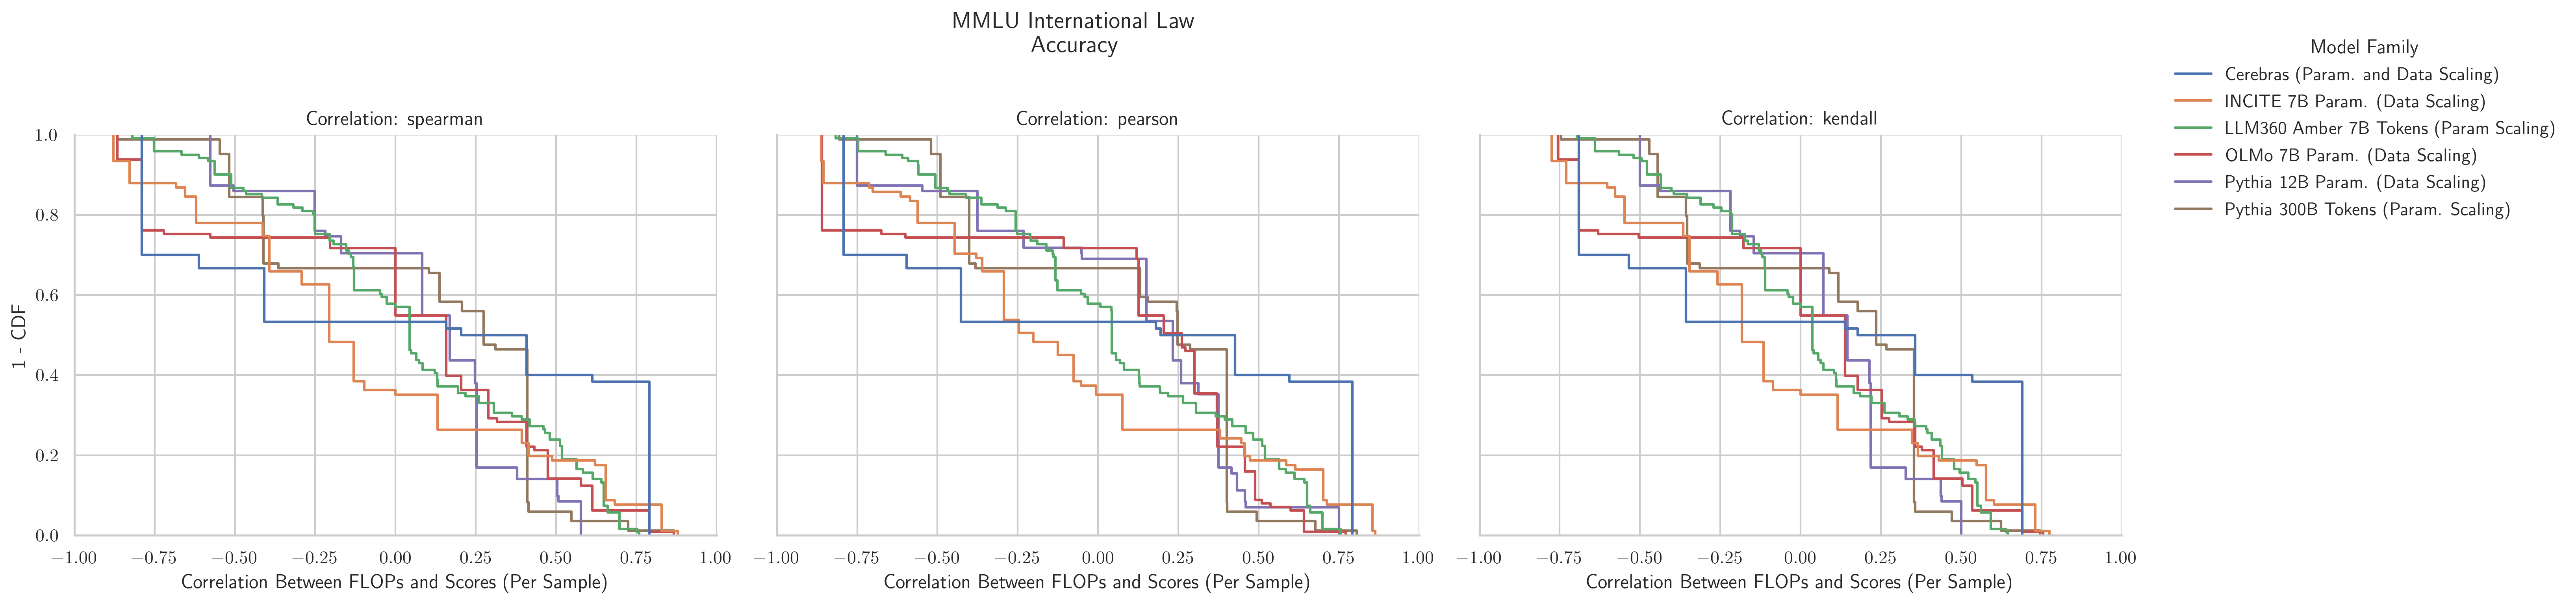 MMLU International Law
Accuracy
Model Family
Cerebras (Param. and Data Scaling)
INCITE 7B Param. (Data Scaling)
LLM360 Amber 7B Tokens (Param Scaling)
OLMo 7B Param. (Data Scaling)
Pythia 12B Param. (Data Scaling)
Pythia 300B Tokens (Param. Scaling)
Correlation: spearman
Correlation: pearson
Correlation: kendall
1 - CDF
1.0
0.8
0.6
0.4
0.2
0.0
−1.00 −0.75 −0.50 −0.25 0.00 0.25 0.50 0.75 1.00
−1.00 −0.75 −0.50 −0.25 0.00 0.25 0.50 0.75 1.00
−1.00 −0.75 −0.50 −0.25 0.00 0.25 0.50 0.75 1.00
Correlation Between FLOPs and Scores (Per Sample)
Correlation Between FLOPs and Scores (Per Sample)
Correlation Between FLOPs and Scores (Per Sample)